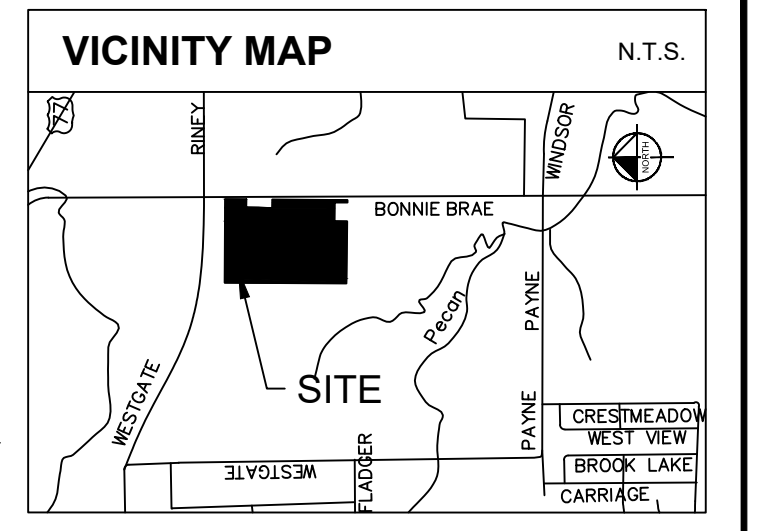 VICINITY MAP
N.T.S.
77
RINEY
WINDSOR
NORTH
BONNIE BRAE
Pecan
PAYNE
WESTGATE
SITE
PAYNE
CRESTMEADOW
WEST VIEW
WESTGATE
FLADGER
BROOK LAKE
CARRIAGE